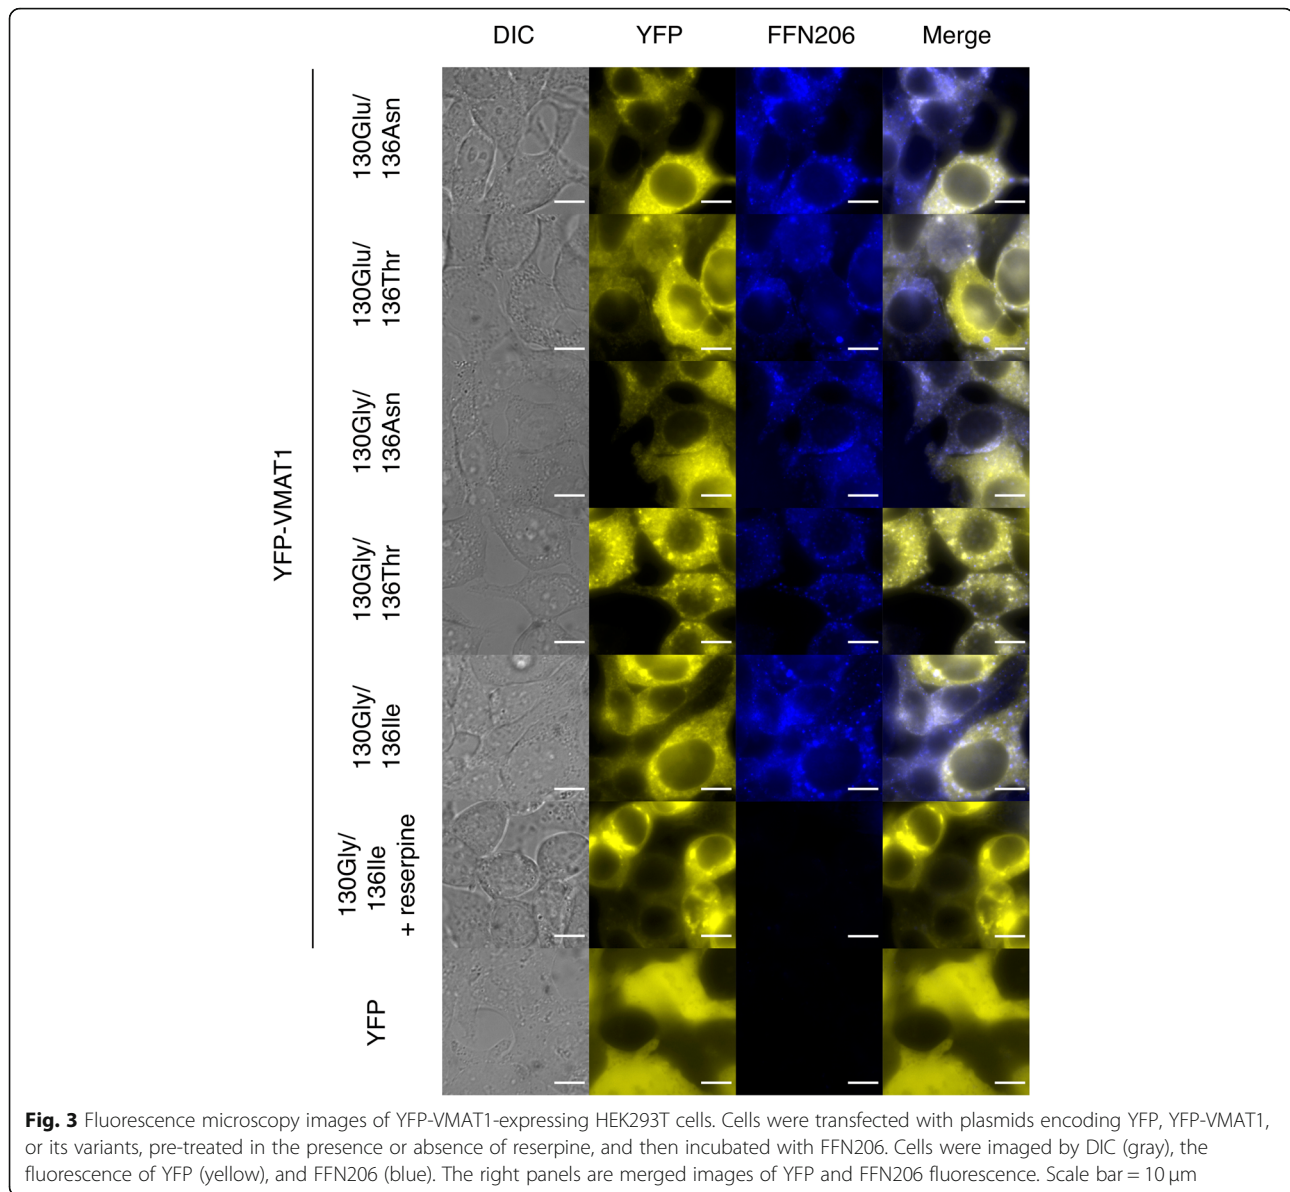 DIC YFP FFN206 Merge
YFP-VMAT1
130Glu/
136Asn
130Glu/
136Thr
130Gly/
136Asn
130Gly/
136Thr
130Gly/
136Ile
130Gly/
136Ile
+ reserpine
YFP
Fig. 3 Fluorescence microscopy images of YFP-VMAT1-expressing HEK293T cells. Cells were transfected with plasmids encoding YFP, YFP-VMAT1,
or its variants, pre-treated in the presence or absence of reserpine, and then incubated with FFN206. Cells were imaged by DIC (gray), the
fluorescence of YFP (yellow), and FFN206 (blue). The right panels are merged images of YFP and FFN206 fluorescence. Scale bar = 10 μm